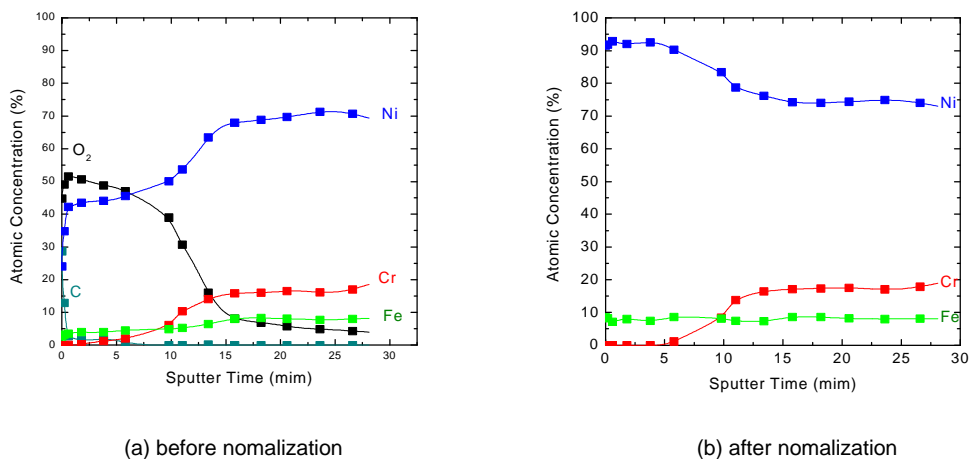 100
90
80
70
60
50
40
30
20
10
0
Atomic Concentration (%)
O2
Ni
C
Cr
Fe
0 5 10 15 20 25 30
Sputter Time (mim)
(a) before nomalization
100
90
80
70
60
50
40
30
20
10
0
Atomic Concentration (%)
Ni
Cr
Fe
0 5 10 15 20 25 30
Sputter Time (mim)
(b) after nomalization